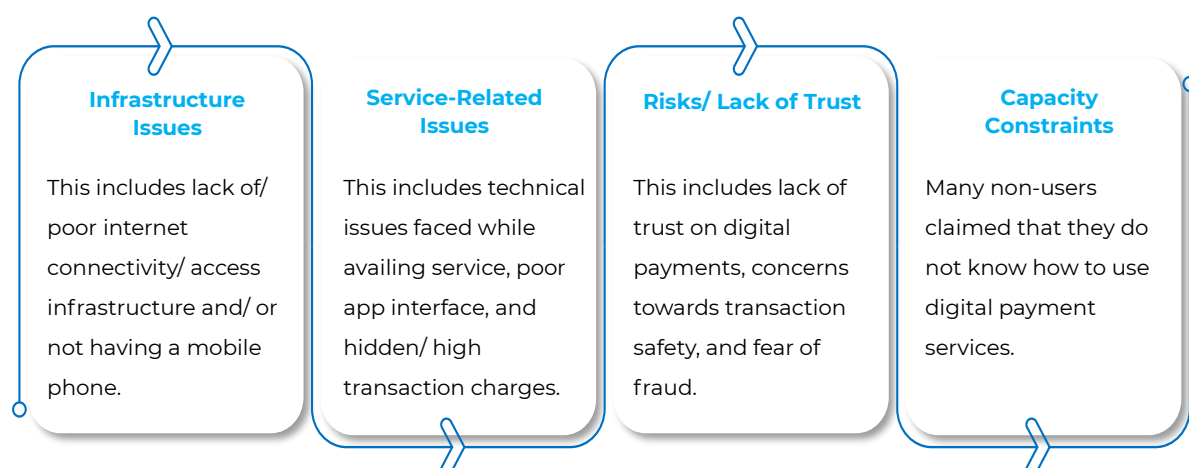 Infrastructure
Issues
This includes lack of/
poor internet
connectivity/ access
infrastructure and/ or
not having a mobile
phone.
Service-Related
Issues
This includes technical
issues faced while
availing service, poor
app interface, and
hidden/ high
transaction charges.
Risks/ Lack of Trust
This includes lack of
trust on digital
payments, concerns
towards transaction
safety, and fear of
fraud.
Capacity
Constraints
Many non-users
claimed that they do
not know how to use
digital payment
services.